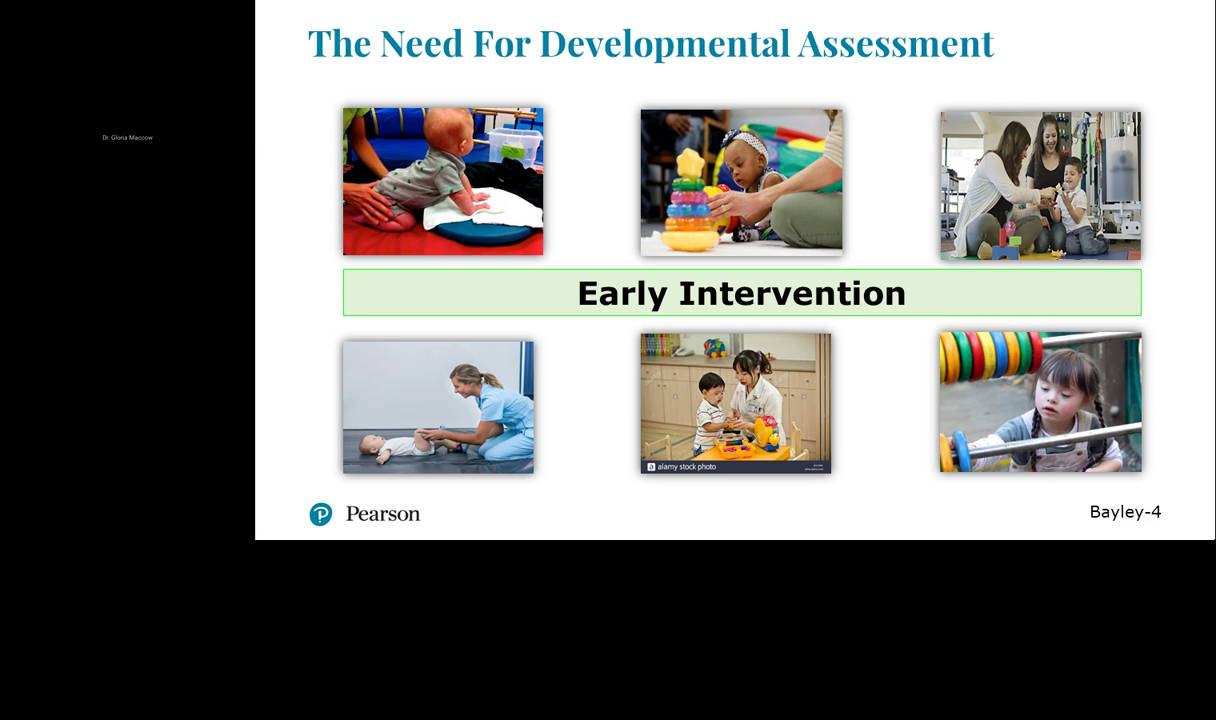 The Need For Developmental Assessment
Dr. Gloria Maccow
Early Intervention
a alamy stock photo
Pearson
Bayley-4